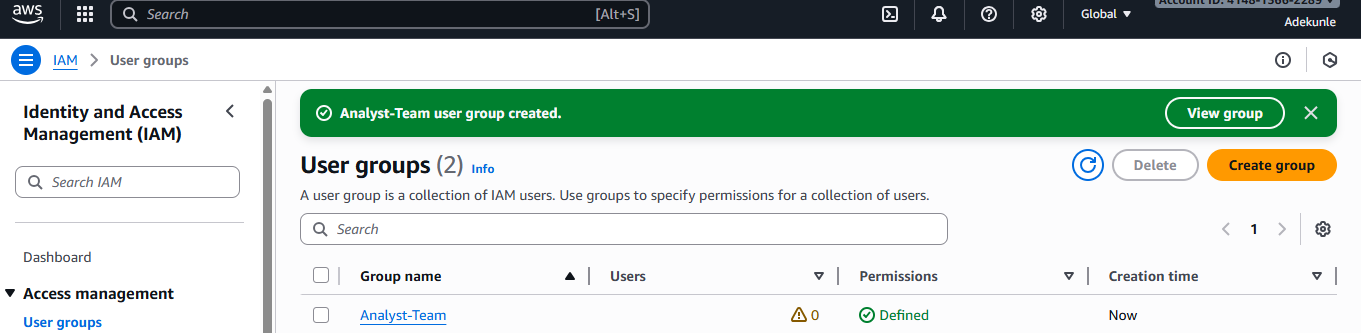 aws
Search [Alt+S]
Global
Account ID: 4148-1566-2289
Adekunle
IAM > User groups
Identity and Access
Management (IAM)
Search IAM
Dashboard
Access management
User groups
Analyst-Team user group created.
View group
User groups (2) Info
Delete
Create group
A user group is a collection of IAM users. Use groups to specify permissions for a collection of users.
Search
1
Group name Users Permissions Creation time
Analyst-Team 0 Defined Now